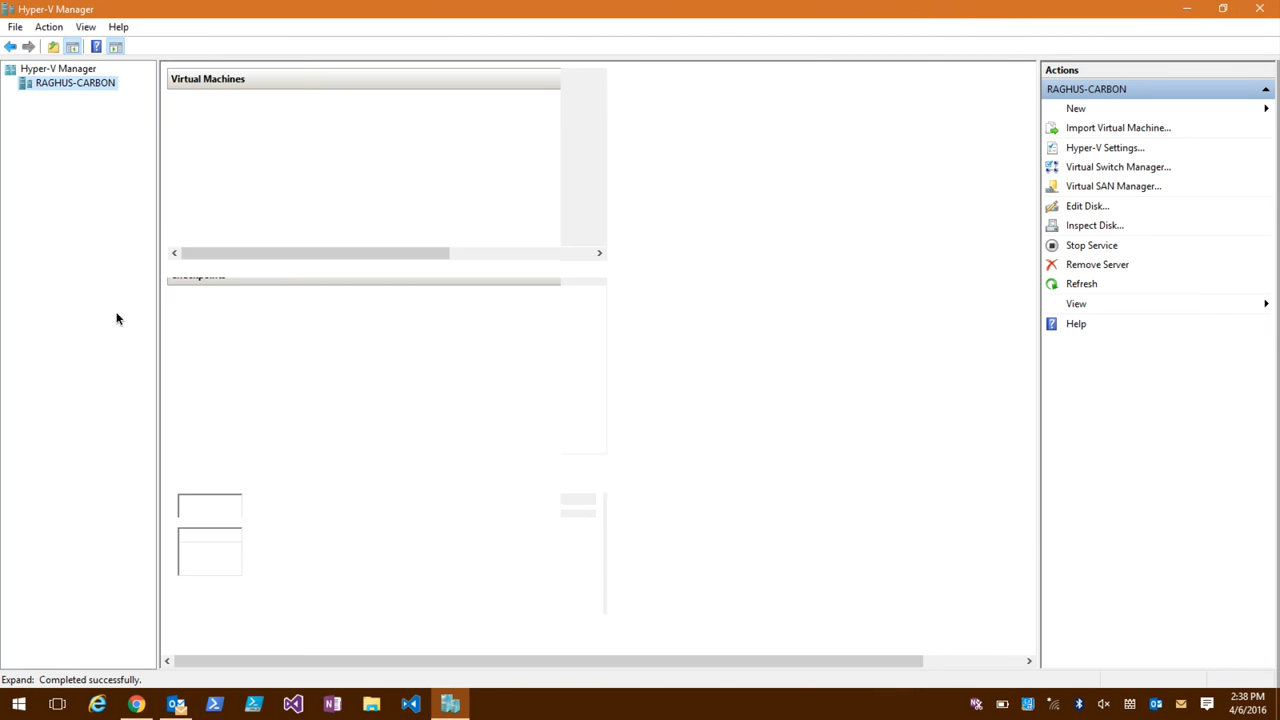 Hyper-V Manager
File Action View Help
Hyper-V Manager
RAGHUS-CARBON
Virtual Machines
Actions
RAGHUS-CARBON
New
Import Virtual Machine...
Hyper-V Settings...
Virtual Switch Manager...
Virtual SAN Manager...
Edit Disk...
Inspect Disk...
Stop Service
Remove Server
Refresh
View
Help
Expand: Completed successfully.
2:38 PM
4/6/2016